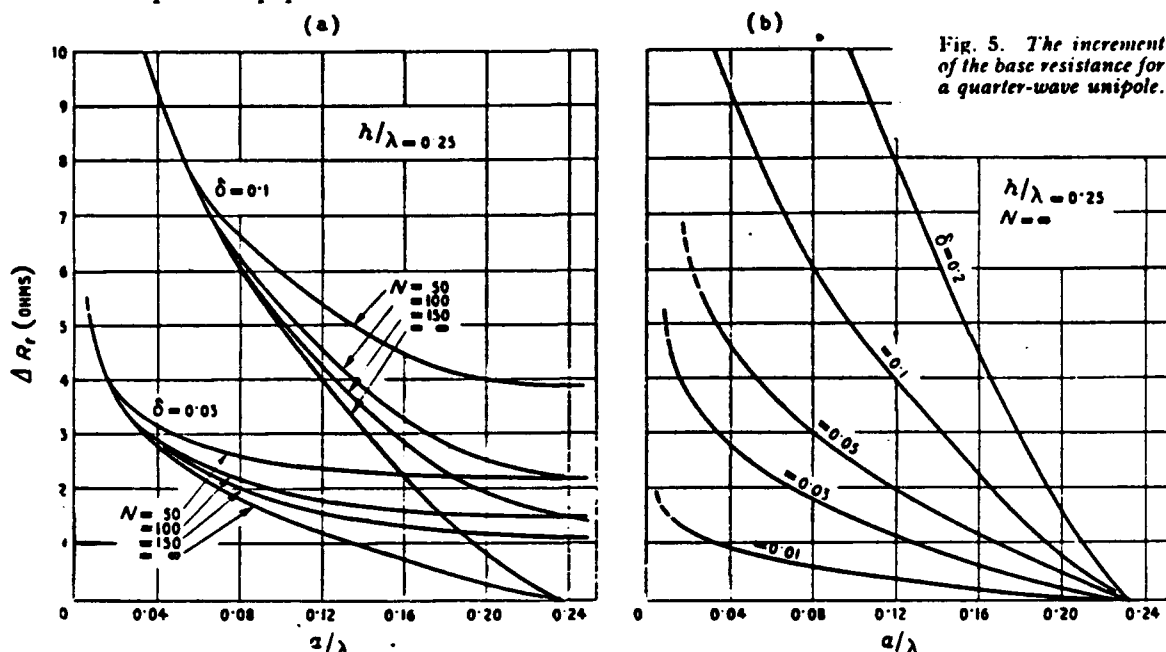 (a)
10
9
8
7
6
5
4
3
2
1
0
0·04
0·08
0·12
0·16
0·20
0·24
a/λ
Δ Rₜ (OHMS)
h/λ = 0·25
δ = 0·1
N = 50
= 100
= 150
= ∞
δ = 0·03
N = 50
= 100
= 150
= ∞
(b)
Fig. 5. The increment
of the base resistance for
a quarter-wave unipole.
h/λ = 0·25
N = ∞
δ = 0·2
= 0·1
= 0·05
= 0·03
= 0·01
0
0·04
0·08
0·12
0·16
0·20
0·24
a/λ